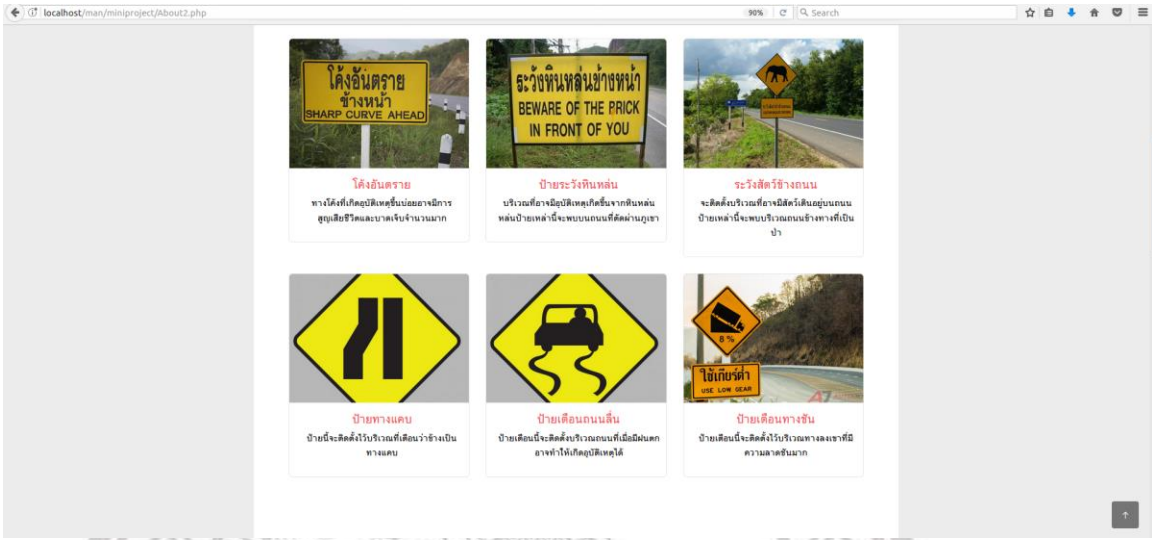 localhost/man/miniproject/About2.php
90%
Search
โค้งอันตราย
ข้างหน้า
SHARP CURVE AHEAD
ระวังหินหล่นข้างหน้า
BEWARE OF THE PRICK
IN FRONT OF YOU
โค้งอันตราย
ทางโค้งที่เกิดอุบัติเหตุขึ้นบ่อยอาจมีการ
สูญเสียชีวิตและบาดเจ็บจำนวนมาก
ป้ายระวังหินหล่น
บริเวณที่อาจมีอุบัติเหตุเกิดขึ้นจากหินหล่น
หล่นป้ายเหล่านี้จะพบบนถนนที่ตัดผ่านภูเขา
ระวังสัตว์ข้างถนน
จะติดตั้งบริเวณที่อาจมีสัตว์เดินอยู่บนถนน
ป้ายเหล่านี้จะพบบริเวณถนนข้างทางที่เป็น
ป่า
8 %
ใช้เกียร์ต่ำ
USE LOW GEAR
ป้ายทางแคบ
ป้ายนี้จะติดตั้งไว้บริเวณที่เตือนว่าข้างเป็น
ทางแคบ
ป้ายเตือนถนนลื่น
ป้ายเตือนนี้จะติดตั้งบริเวณถนนที่เมื่อมีฝนตก
อาจทำให้เกิดอุบัติเหตุได้
ป้ายเตือนทางชัน
ป้ายเตือนนี้จะติดตั้งไว้บริเวณทางลงเขาที่มี
ความลาดชันมาก